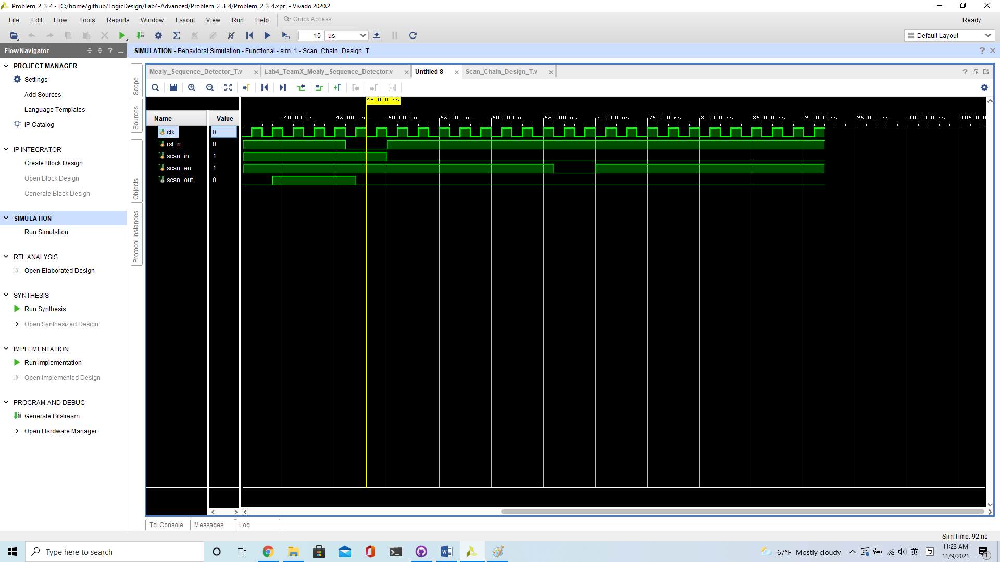 Problem_2_3_4 - [C:/home/github/LogicDesign/Lab4-Advanced/Problem_2_3_4/Problem_2_3_4.xpr] - Vivado 2020.2
File Edit Flow Tools Reports Window Layout View Run Help Quick Access Ready
10 us Default Layout
Flow Navigator
SIMULATION - Behavioral Simulation - Functional - sim_1 - Scan_Chain_Design_T
PROJECT MANAGER
Settings
Add Sources
Language Templates
IP Catalog
IP INTEGRATOR
Create Block Design
Open Block Design
Generate Block Design
SIMULATION
Run Simulation
RTL ANALYSIS
Open Elaborated Design
SYNTHESIS
Run Synthesis
Open Synthesized Design
IMPLEMENTATION
Run Implementation
Open Implemented Design
PROGRAM AND DEBUG
Generate Bitstream
Open Hardware Manager
Scope
Sources
Objects
Protocol Instances
Mealy_Sequence_Detector_T.v Lab4_TeamX_Mealy_Sequence_Detector.v Untitled 8 Scan_Chain_Design_T.v
48.000 ns
Name Value 40.000 ns 45.000 ns 50.000 ns 55.000 ns 60.000 ns 65.000 ns 70.000 ns 75.000 ns 80.000 ns 85.000 ns 90.000 ns 95.000 ns 100.000 ns 105.000
clk 0
rst_n 0
scan_in 1
scan_en 1
scan_out 0
Tcl Console Messages Log
Sim Time: 92 ns
Type here to search
67°F Mostly cloudy
英
11:23 AM
11/9/2021
1